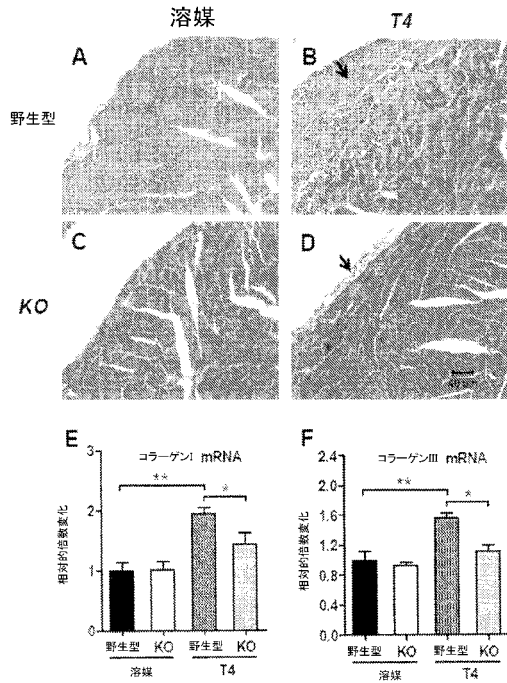 溶媒 T4
A B
野生型
C D
KO
E F
コラーゲンI mRNA コラーゲンIII mRNA
相対的倍数変化 3 2 1 0
** *
相対的倍数変化 2.4 2.0 1.6 1.2 0.8 0.4 0.0
** *
野生型 KO 野生型 KO 野生型 KO 野生型 KO
溶媒 T4 溶媒 T4